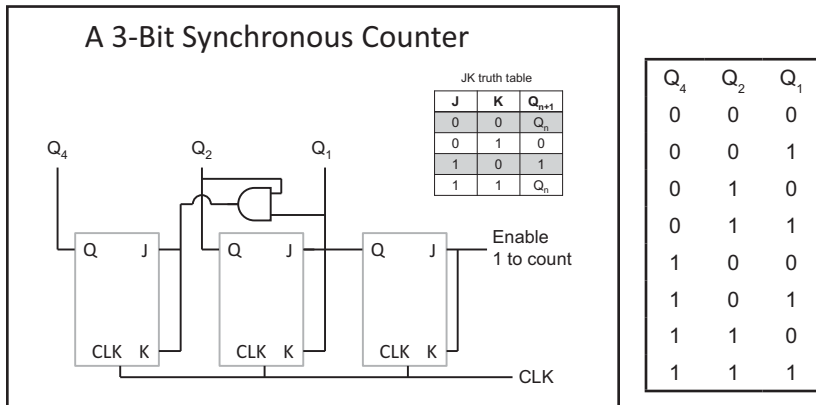 A 3-Bit Synchronous Counter
JK truth table
J K Qn+1
0 0 Qn
0 1 0
1 0 1
1 1 Qn
Q4 Q2 Q1
Q J Q J Q J
Enable
1 to count
CLK K CLK K CLK K
CLK
Q4 Q2 Q1
0 0 0
0 0 1
0 1 0
0 1 1
1 0 0
1 0 1
1 1 0
1 1 1